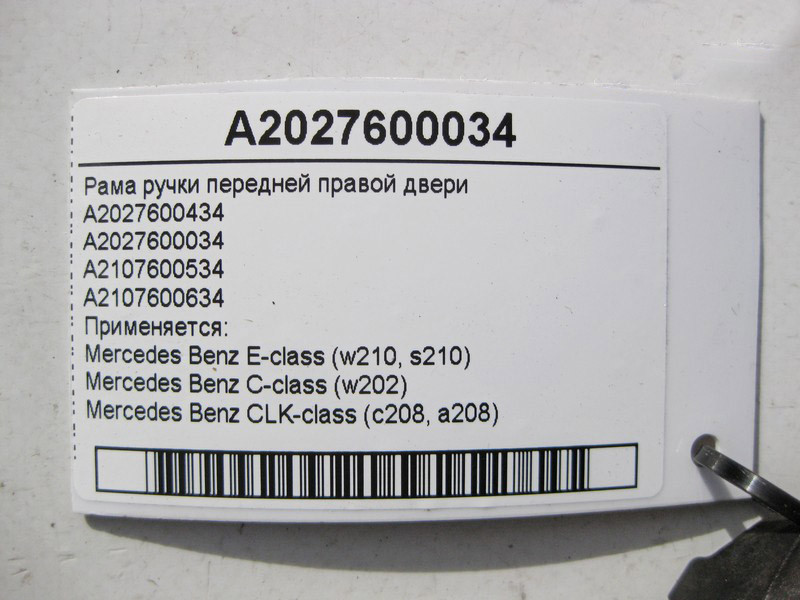 A2027600034
Рама ручки передней правой двери
A2027600434
A2027600034
A2107600534
A2107600634
Применяется:
Mercedes Benz E-class (w210, s210)
Mercedes Benz C-class (w202)
Mercedes Benz CLK-class (c208, a208)